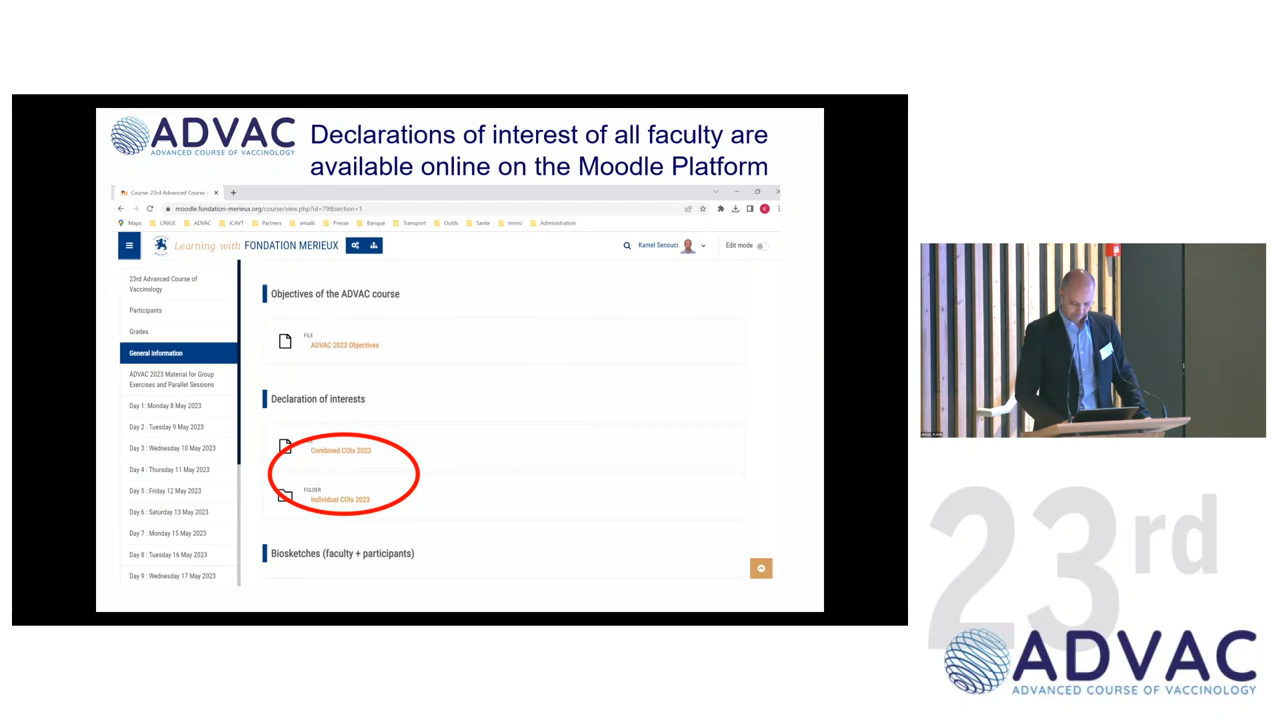 ADVAC
ADVANCED COURSE OF VACCINOLOGY
Declarations of interest of all faculty are
available online on the Moodle Platform
Course: 23rd Advanced Course
moodle.fondation-merieux.org/course/view.php?id=798&section=1
K
Maps UNIGE ADVAC ICAVT Partners emails Presse Banque Transport Outils Sante Immo Administration
Learning with FONDATION MERIEUX
Kamel Senouci
Edit mode
23rd Advanced Course of
Vaccinology
Participants
Grades
General information
ADVAC 2023 Material for Group
Exercises and Parallel Sessions
Day 1: Monday 8 May 2023
Day 2 : Tuesday 9 May 2023
Day 3 : Wednesday 10 May 2023
Day 4 : Thursday 11 May 2023
Day 5 : Friday 12 May 2023
Day 6 : Saturday 13 May 2023
Day 7 : Monday 15 May 2023
Day 8 : Tuesday 16 May 2023
Day 9 : Wednesday 17 May 2023
Objectives of the ADVAC course
FILE
ADVAC 2023 Objectives
Declaration of interests
Combined COIs 2023
FOLDER
Individual COIs 2023
Biosketches (faculty + participants)
23rd
ADVAC
ADVANCED COURSE OF VACCINOLOGY